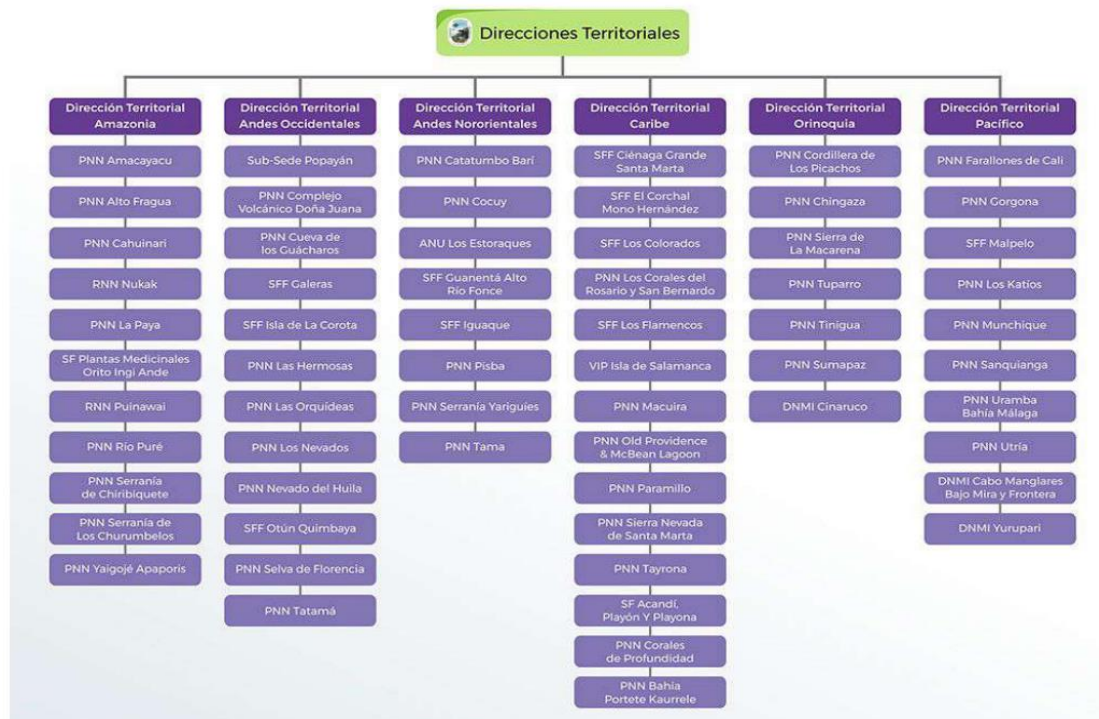 Direcciones Territoriales
Dirección Territorial
Amazonia
PNN Amacayacu
PNN Alto Fragua
PNN Cahuinari
RNN Nukak
PNN La Paya
SF Plantas Medicinales
Orito Ingi Ande
RNN Puinawai
PNN Río Puré
PNN Serranía
de Chiribiquete
PNN Serranía de
Los Churumbelos
PNN Yaigojé Apaporis
Dirección Territorial
Andes Occidentales
Sub-Sede Popayán
PNN Complejo
Volcánico Doña Juana
PNN Cueva de
los Guácharos
SFF Galeras
SFF Isla de La Corota
PNN Las Hermosas
PNN Las Orquídeas
PNN Los Nevados
PNN Nevado del Huila
SFF Otún Quimbaya
PNN Selva de Florencia
PNN Tatamá
Dirección Territorial
Andes Nororientales
PNN Catatumbo Barí
PNN Cocuy
ANU Los Estoraques
SFF Guanentá Alto
Río Fonce
SFF Iguaque
PNN Pisba
PNN Serranía Yariguíes
PNN Tama
Dirección Territorial
Caribe
SFF Ciénaga Grande
Santa Marta
SFF El Corchal
Mono Hernández
SFF Los Colorados
PNN Los Corales del
Rosario y San Bernardo
SFF Los Flamencos
VIP Isla de Salamanca
PNN Macuira
PNN Old Providence
& McBean Lagoon
PNN Paramillo
PNN Sierra Nevada
de Santa Marta
PNN Tayrona
SF Acandí,
Playón Y Playona
PNN Corales
de Profundidad
PNN Bahía
Portete Kaurrele
Dirección Territorial
Orinoquia
PNN Cordillera de
Los Picachos
PNN Chingaza
PNN Sierra de
La Macarena
PNN Tuparro
PNN Tinigua
PNN Sumapaz
DNMI Cinaruco
Dirección Territorial
Pacífico
PNN Farallones de Cali
PNN Gorgona
SFF Malpelo
PNN Los Katíos
PNN Munchique
PNN Sanquianga
PNN Uramba
Bahía Málaga
PNN Utría
DNMI Cabo Manglares
Bajo Mira y Frontera
DNMI Yurupari